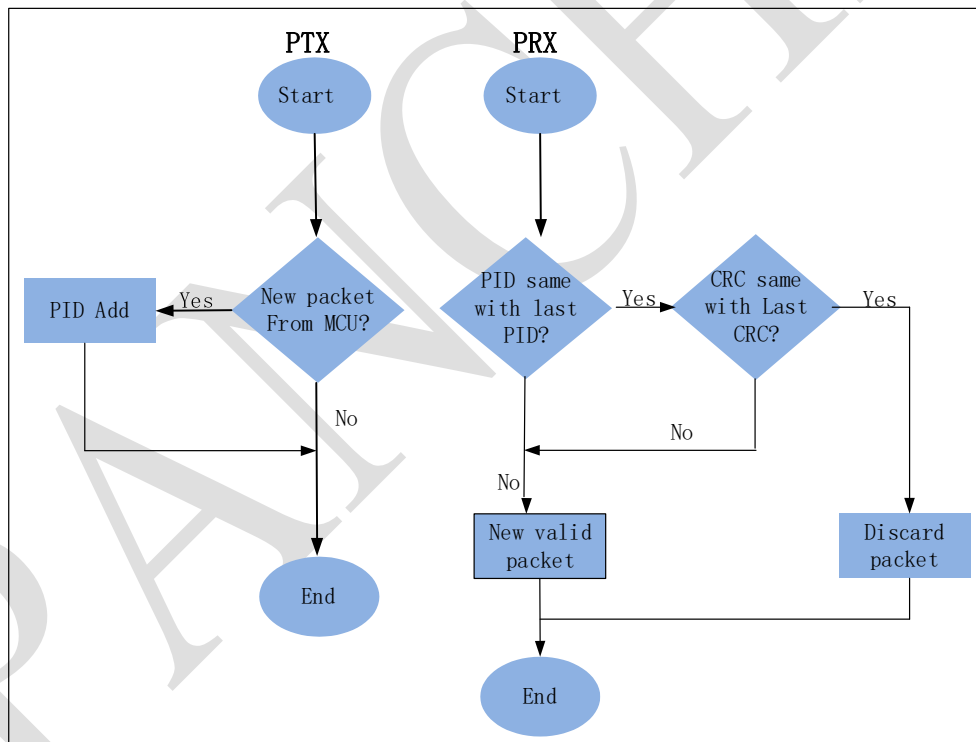 PTX
Start
New packet
From MCU?
Yes
PID Add
No
End
PRX
Start
PID same
with last
PID?
Yes
CRC same
with Last
CRC?
Yes
No
No
New valid
packet
Discard
packet
End
PANCHI